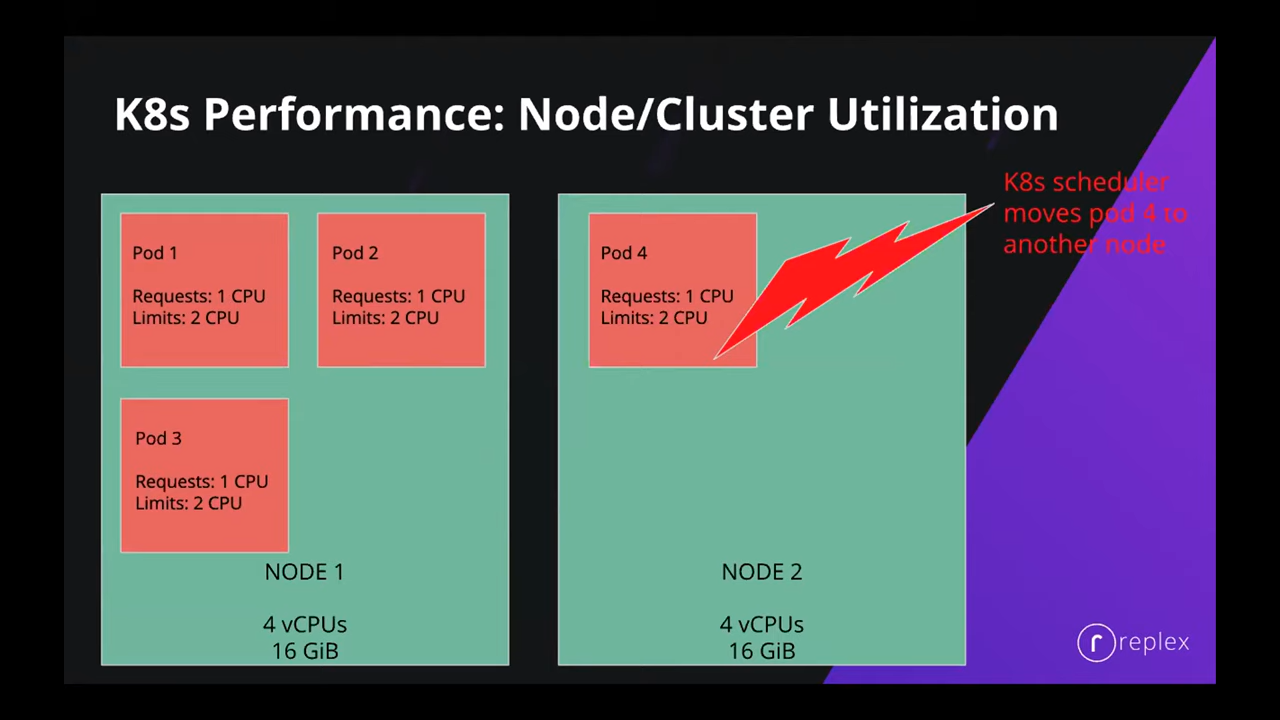 K8s Performance: Node/Cluster Utilization
K8s scheduler
moves pod 4 to
another node
Pod 1
Requests: 1 CPU
Limits: 2 CPU
Pod 2
Requests: 1 CPU
Limits: 2 CPU
Pod 3
Requests: 1 CPU
Limits: 2 CPU
NODE 1
4 vCPUs
16 GiB
Pod 4
Requests: 1 CPU
Limits: 2 CPU
NODE 2
4 vCPUs
16 GiB
r replex